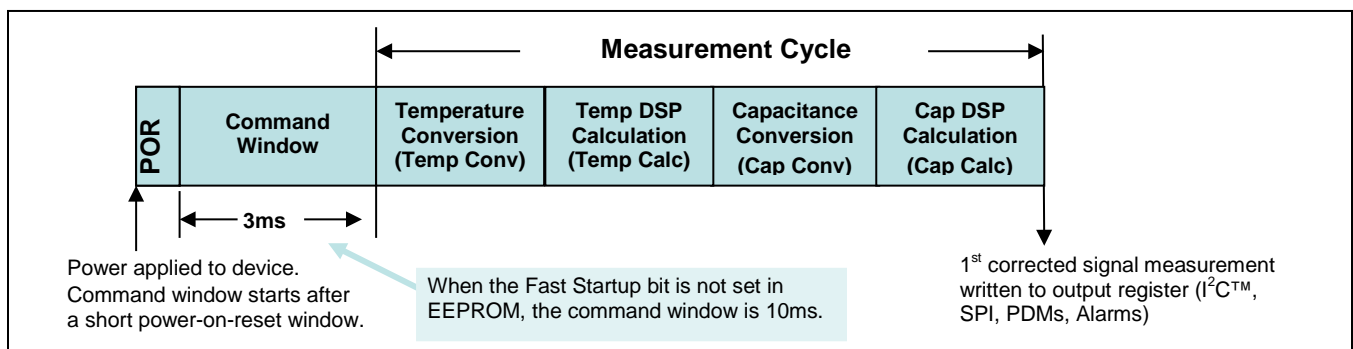 Measurement Cycle
POR
Command
Window
Temperature
Conversion
(Temp Conv)
Temp DSP
Calculation
(Temp Calc)
Capacitance
Conversion
(Cap Conv)
Cap DSP
Calculation
(Cap Calc)
3ms
Power applied to device.
Command window starts after
a short power-on-reset window.
When the Fast Startup bit is not set in
EEPROM, the command window is 10ms.
1st corrected signal measurement
written to output register (I2C™,
SPI, PDMs, Alarms)